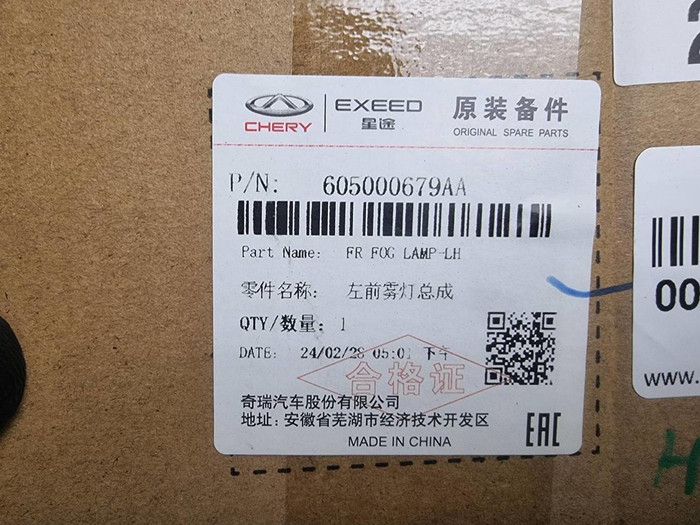 CHERY
EXEED
星途
原装备件
ORIGINAL SPARE PARTS
P/N: 605000679AA
Part Name: FR FOG LAMP-LH
零件名称: 左前雾灯总成
QTY/数量: 1
DATE: 24/02/28 05:01 下午
合格证
奇瑞汽车股份有限公司
地址: 安徽省芜湖市经济技术开发区
MADE IN CHINA
EAC
2
00
www.
H